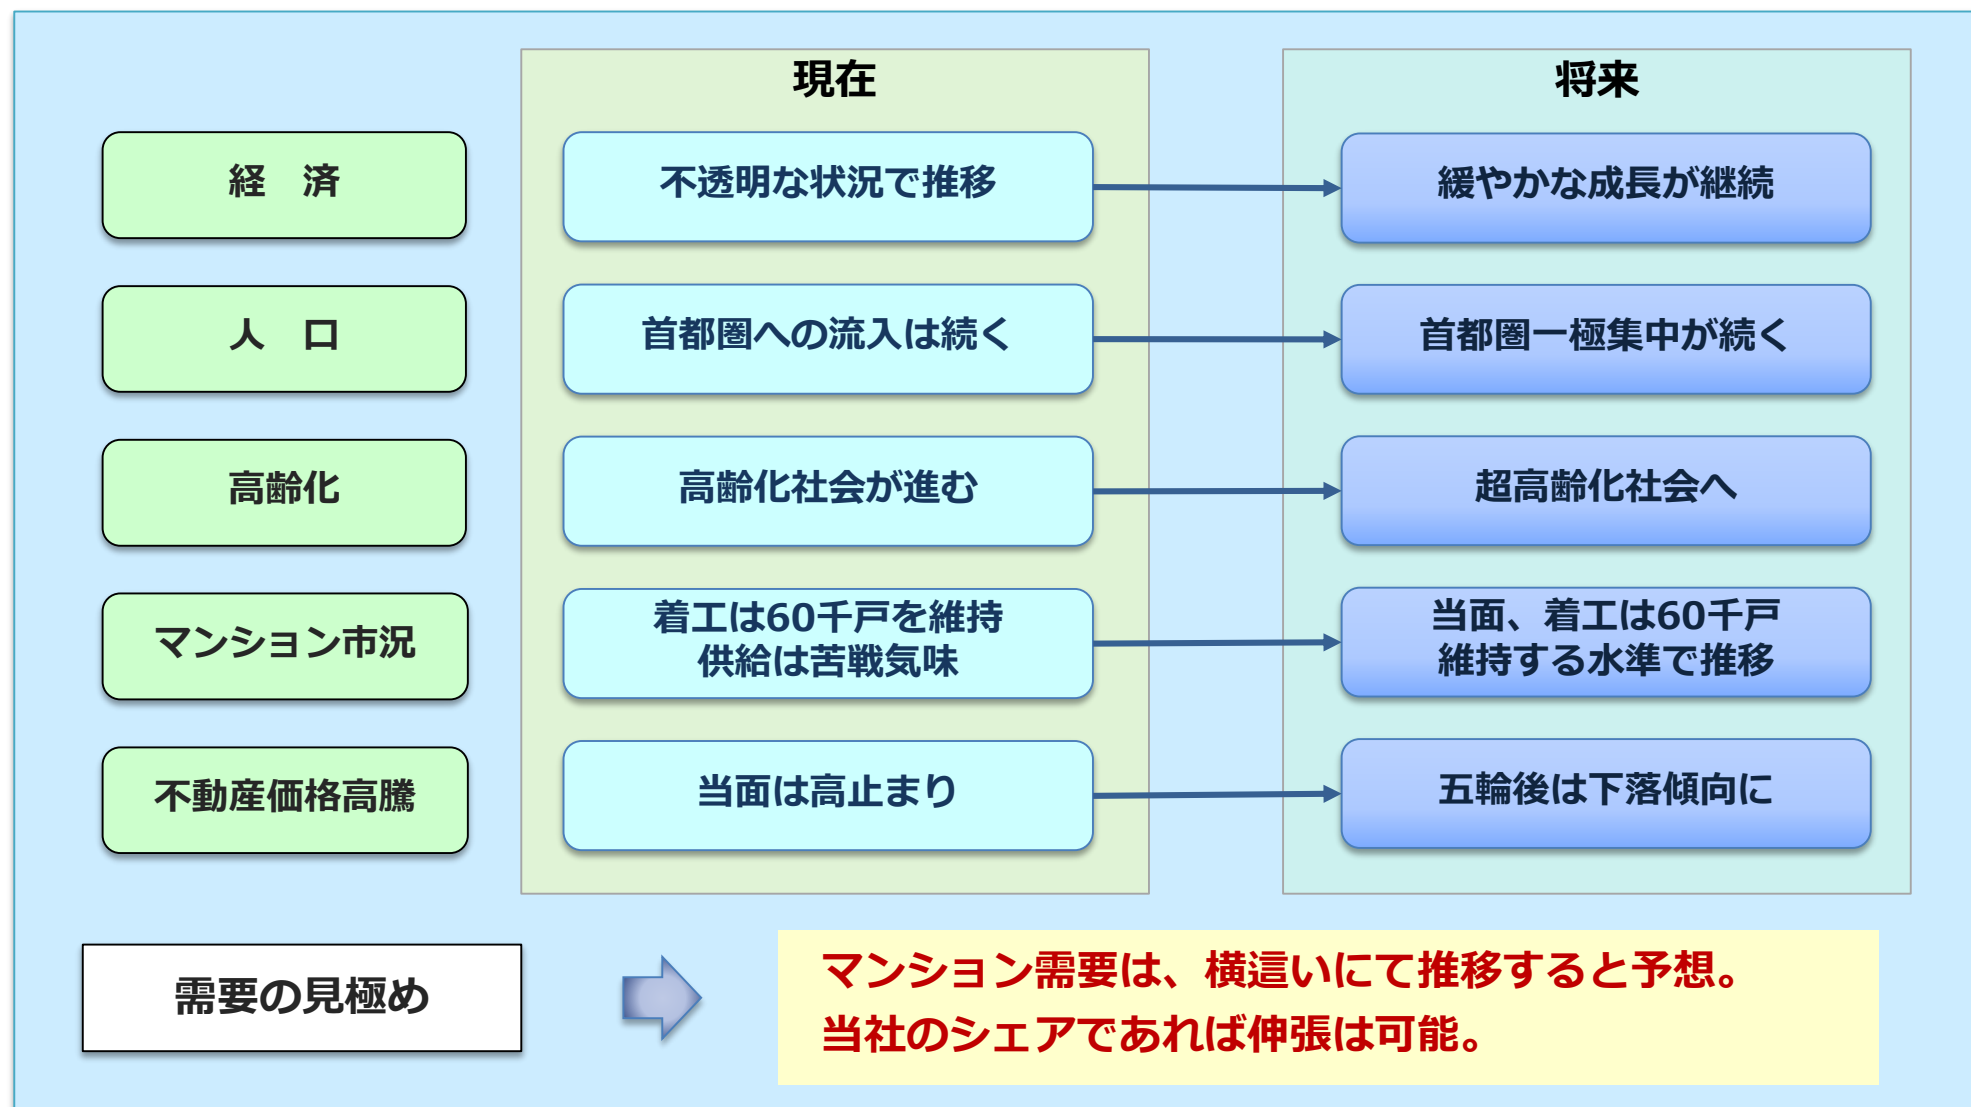 現在
将来
経　済
不透明な状況で推移
緩やかな成長が継続
人　口
首都圏への流入は続く
首都圏一極集中が続く
高齢化
高齢化社会が進む
超高齢化社会へ
マンション市況
着工は60千戸を維持
供給は苦戦気味
当面、着工は60千戸
維持する水準で推移
不動産価格高騰
当面は高止まり
五輪後は下落傾向に
需要の見極め
マンション需要は、横這いにて推移すると予想。
当社のシェアであれば伸張は可能。